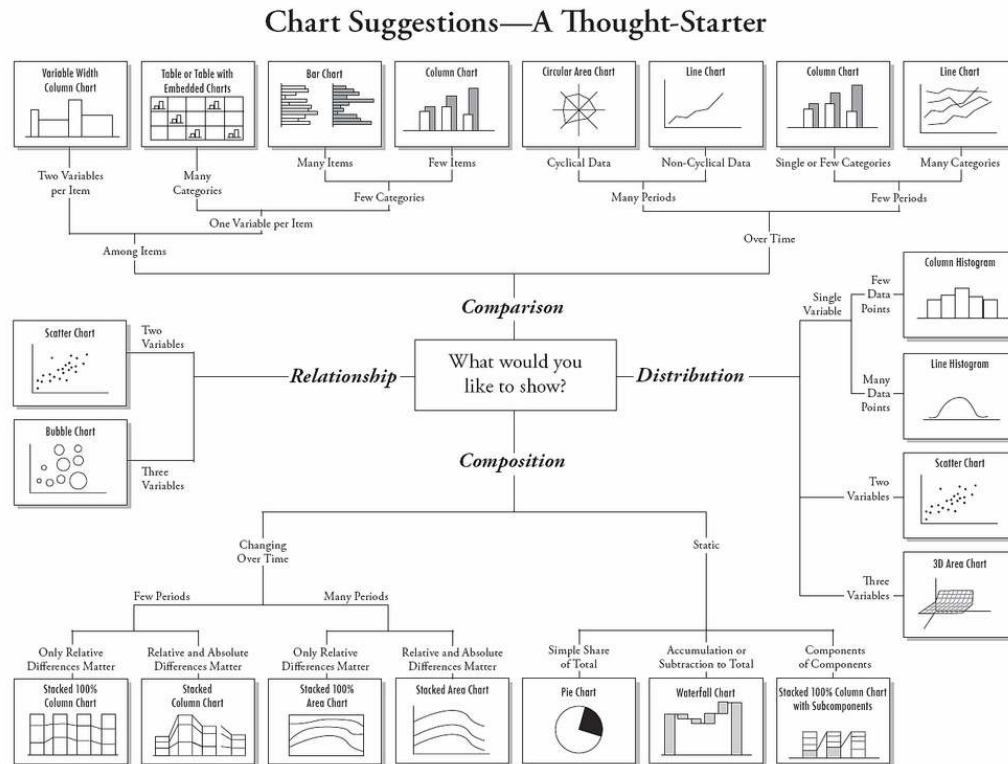 Chart Suggestions—A Thought-Starter
Variable Width
Column Chart
Table or Table with
Embedded Charts
Bar Chart
Column Chart
Circular Area Chart
Line Chart
Column Chart
Line Chart
Two Variables
per Item
Many
Categories
Many Items
Few Items
Cyclical Data
Non-Cyclical Data
Single or Few Categories
Many Categories
Few Categories
Many Periods
Few Periods
One Variable per Item
Among Items
Over Time
Comparison
What would you
like to show?
Relationship
Two
Variables
Scatter Chart
Three
Variables
Bubble Chart
Distribution
Single
Variable
Few
Data
Points
Column Histogram
Many
Data
Points
Line Histogram
Two
Variables
Scatter Chart
Three
Variables
3D Area Chart
Composition
Changing
Over Time
Static
Few Periods
Many Periods
Only Relative
Differences Matter
Relative and Absolute
Differences Matter
Only Relative
Differences Matter
Relative and Absolute
Differences Matter
Simple Share
of Total
Accumulation or
Subtraction to Total
Components
of Components
Stacked 100%
Column Chart
Stacked
Column Chart
Stacked 100%
Area Chart
Stacked Area Chart
Pie Chart
Waterfall Chart
Stacked 100% Column Chart
with Subcomponents